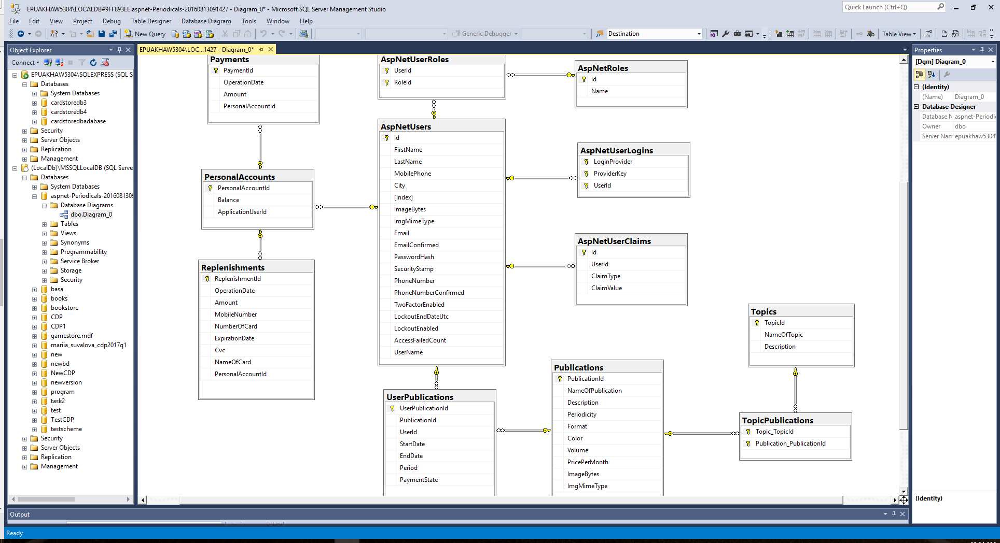 EPUAKHAW5304\LOCALDB#9FF893EE.aspnet-Periodicals-20160813091427 - Diagram_0* - Microsoft SQL Server Management Studio
Quick Launch (Ctrl+Q)
File Edit View Project Debug Table Designer Database Diagram Tools Window Help
New Query
Generic Debugger
Destination
Table View
Object Explorer
Connect
EPUAKHAW5304\SQLEXPRESS (SQL S
Databases
System Databases
cardstoredb3
cardstoredb4
cardstoredbadatabase
Security
Server Objects
Replication
Management
(LocalDb)\MSSQLLocalDB (SQL Serve
Databases
System Databases
aspnet-Periodicals-2016081309
Database Diagrams
dbo.Diagram_0
Tables
Views
Synonyms
Programmability
Service Broker
Storage
Security
basa
books
bookstore
CDP
CDP1
gamestore.mdf
mariia_suvalova_cdp2017q1
new
newbd
NewCDP
newversion
program
task2
test
TestCDP
testscheme
Security
Server Objects
Replication
Management
EPUAKHAW5304\LOC...1427 - Diagram_0*
Payments
PaymentId
OperationDate
Amount
PersonalAccountId
PersonalAccounts
PersonalAccountId
Balance
ApplicationUserId
Replenishments
ReplenishmentId
OperationDate
Amount
MobileNumber
NumberOfCard
ExpirationDate
Cvc
NameOfCard
PersonalAccountId
AspNetUserRoles
UserId
RoleId
AspNetUsers
Id
FirstName
LastName
MobilePhone
City
[Index]
ImageBytes
ImgMimeType
Email
EmailConfirmed
PasswordHash
SecurityStamp
PhoneNumber
PhoneNumberConfirmed
TwoFactorEnabled
LockoutEndDateUtc
LockoutEnabled
AccessFailedCount
UserName
UserPublications
UserPublicationId
PublicationId
UserId
StartDate
EndDate
Period
PaymentState
AspNetRoles
Id
Name
AspNetUserLogins
LoginProvider
ProviderKey
UserId
AspNetUserClaims
Id
UserId
ClaimType
ClaimValue
Publications
PublicationId
NameOfPublication
Description
Periodicity
Format
Color
Volume
PricePerMonth
ImageBytes
ImgMimeType
Topics
TopicId
NameOfTopic
Description
TopicPublications
Topic_TopicId
Publication_PublicationId
Properties
[Dgm] Diagram_0
(Identity)
(Name) Diagram_0
Database Designer
Database N aspnet-Periodi
Owner dbo
Server Nam epuakhaw5304
(Identity)
Output
Ready